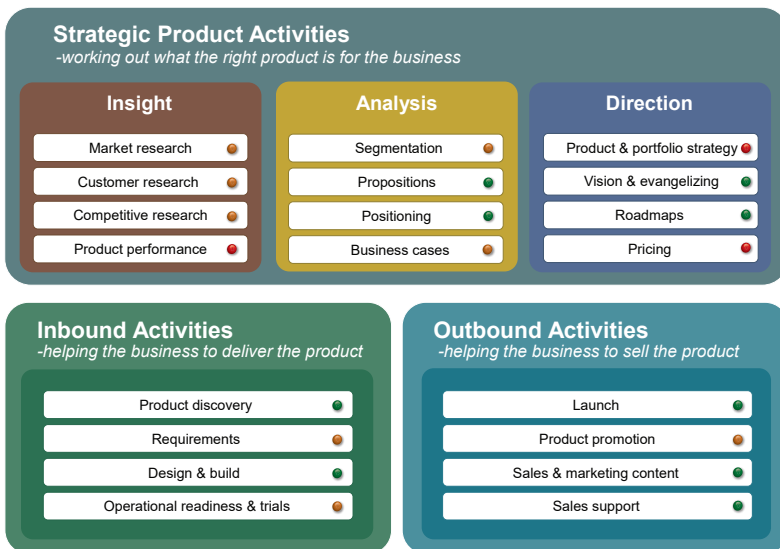 Strategic Product Activities
-working out what the right product is for the business
Insight
Market research
Customer research
Competitive research
Product performance
Analysis
Segmentation
Propositions
Positioning
Business cases
Direction
Product & portfolio strategy
Vision & evangelizing
Roadmaps
Pricing
Inbound Activities
-helping the business to deliver the product
Product discovery
Requirements
Design & build
Operational readiness & trials
Outbound Activities
-helping the business to sell the product
Launch
Product promotion
Sales & marketing content
Sales support